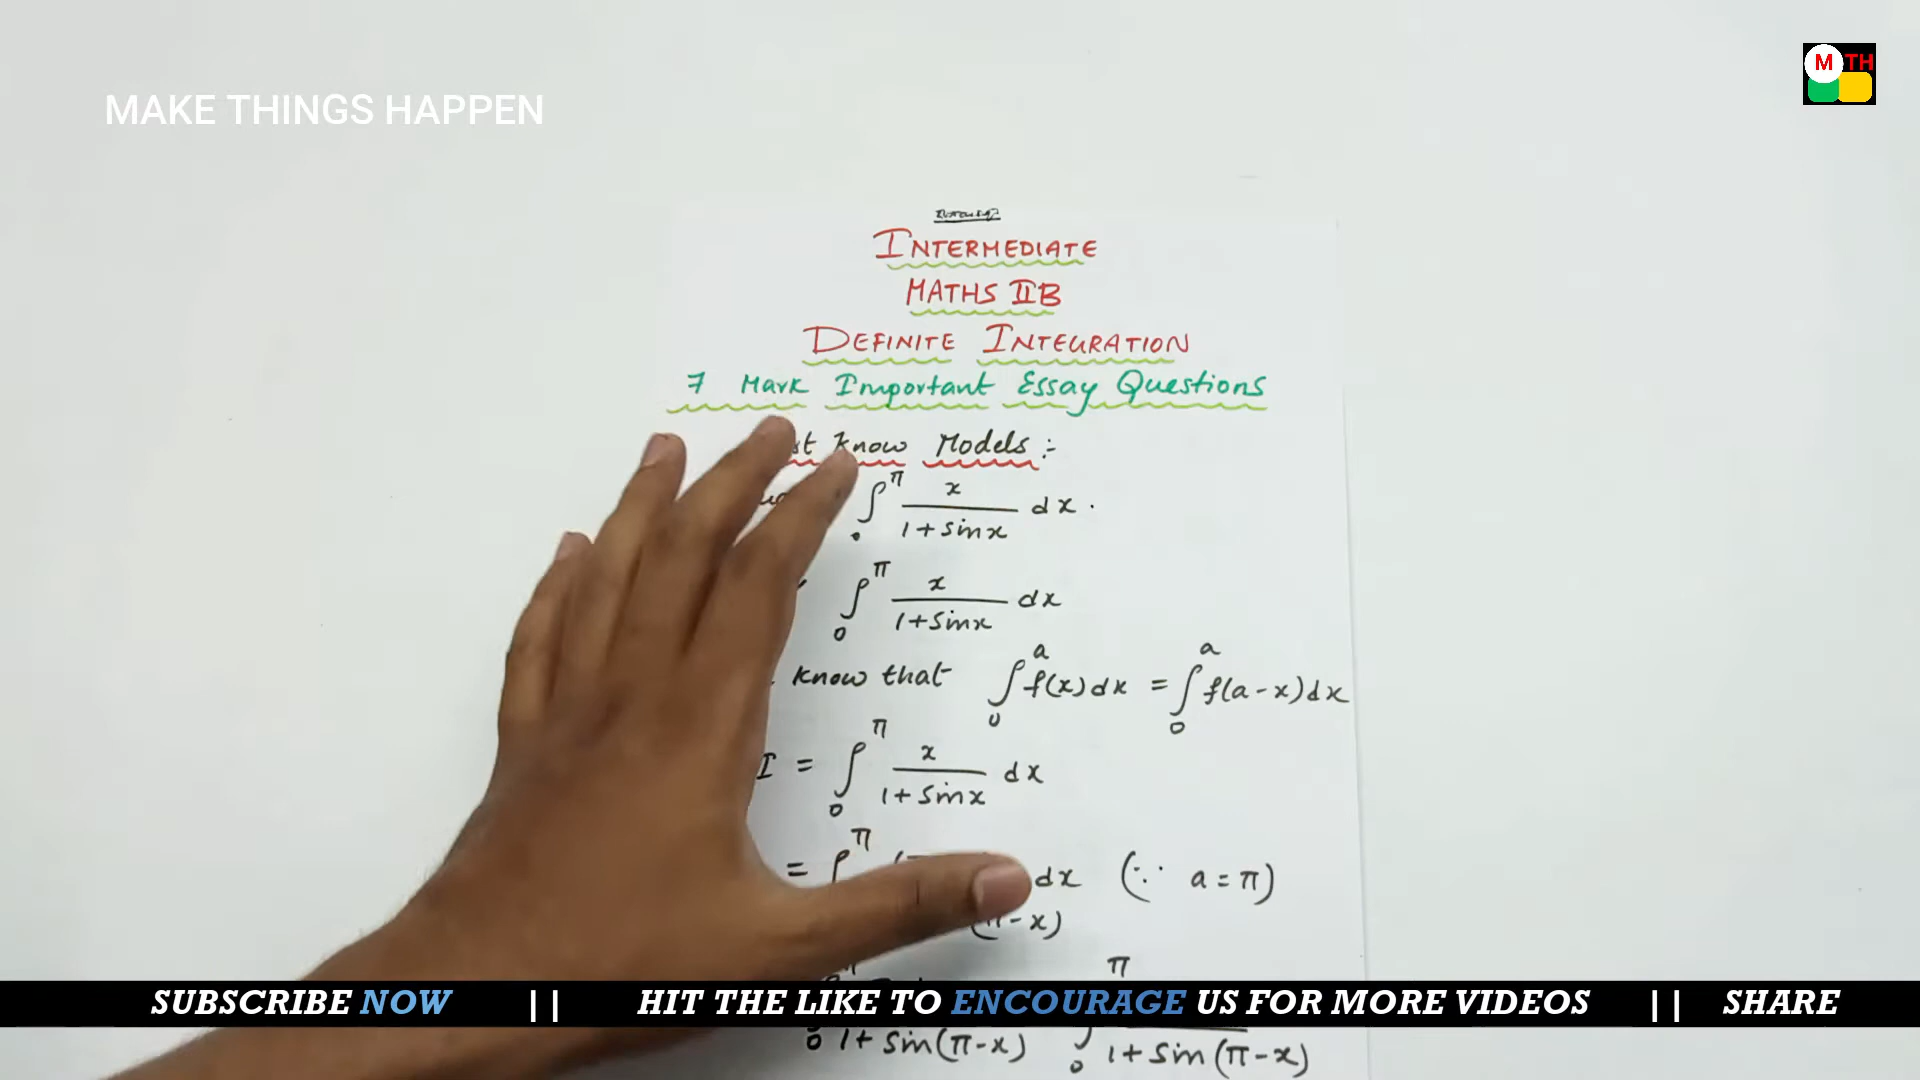 MAKE THINGS HAPPEN
M TH
INTERMEDIATE
MATHS IIB
DEFINITE INTEGRATION
7 Mark Important Essay Questions
Know Models :-
∫₀^π x/(1+sinx) dx.
∫₀^π x/(1+sinx) dx
know that ∫₀^a f(x)dx = ∫₀^a f(a-x)dx
I = ∫₀^π x/(1+sinx) dx
= ∫ π dx (∵ a = π)
(π-x)
π
SUBSCRIBE NOW || HIT THE LIKE TO ENCOURAGE US FOR MORE VIDEOS || SHARE
0 1+sin(π-x) ∫₀ 1+sin(π-x)